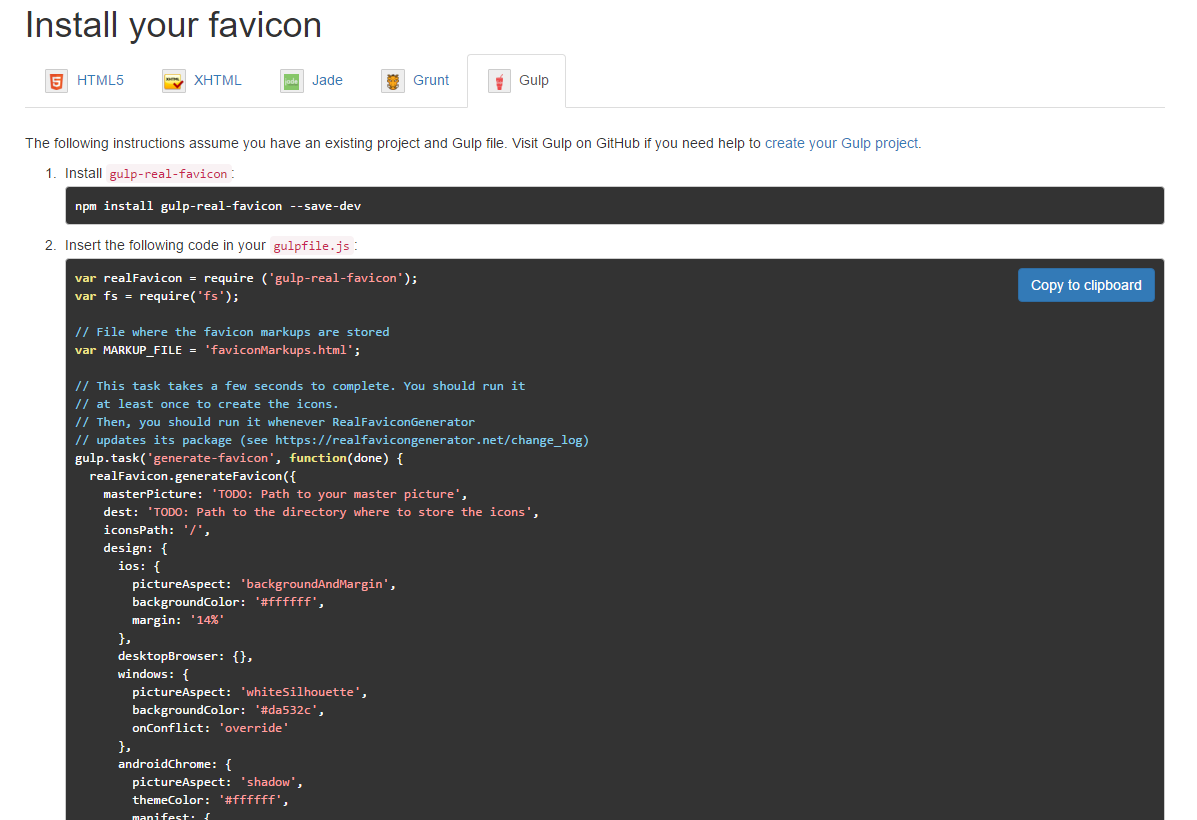 Install your favicon
HTML5 XHTML Jade Grunt Gulp
The following instructions assume you have an existing project and Gulp file. Visit Gulp on GitHub if you need help to create your Gulp project.
1. Install gulp-real-favicon:
npm install gulp-real-favicon --save-dev
2. Insert the following code in your gulpfile.js:
Copy to clipboard
var realFavicon = require ('gulp-real-favicon');
var fs = require('fs');

// File where the favicon markups are stored
var MARKUP_FILE = 'faviconMarkups.html';

// This task takes a few seconds to complete. You should run it
// at least once to create the icons.
// Then, you should run it whenever RealFaviconGenerator
// updates its package (see https://realfavicongenerator.net/change_log)
gulp.task('generate-favicon', function(done) {
  realFavicon.generateFavicon({
    masterPicture: 'TODO: Path to your master picture',
    dest: 'TODO: Path to the directory where to store the icons',
    iconsPath: '/',
    design: {
      ios: {
        pictureAspect: 'backgroundAndMargin',
        backgroundColor: '#ffffff',
        margin: '14%'
      },
      desktopBrowser: {},
      windows: {
        pictureAspect: 'whiteSilhouette',
        backgroundColor: '#da532c',
        onConflict: 'override'
      },
      androidChrome: {
        pictureAspect: 'shadow',
        themeColor: '#ffffff',
        manifest: {